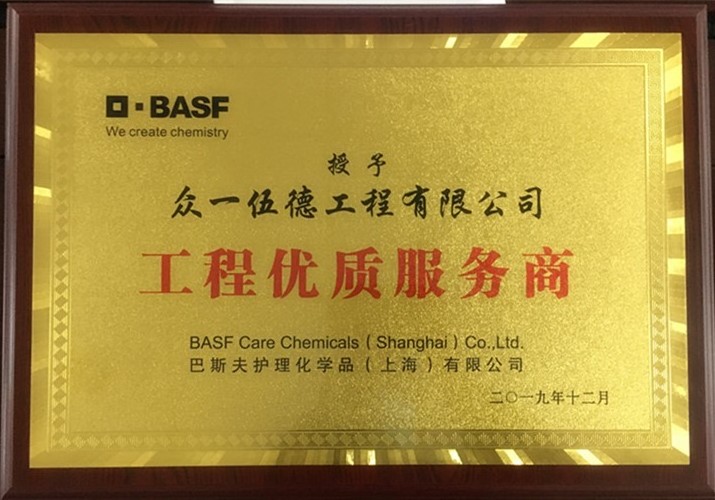 BASF
We create chemistry
授予
众一伍德工程有限公司
工程优质服务商
BASF Care Chemicals（Shanghai）Co.,Ltd.
巴斯夫护理化学品（上海）有限公司
二〇一九年十二月